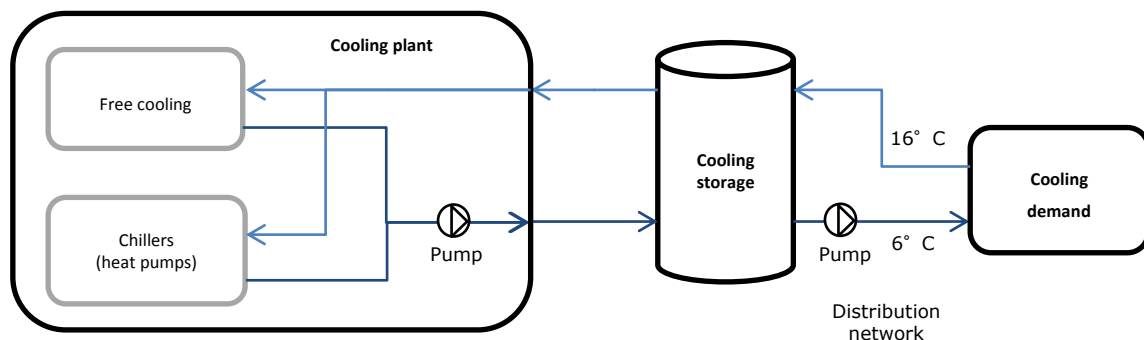 Cooling plant
Free cooling
Chillers
(heat pumps)
Pump
Cooling
storage
16° C
Pump
6° C
Cooling
demand
Distribution
network